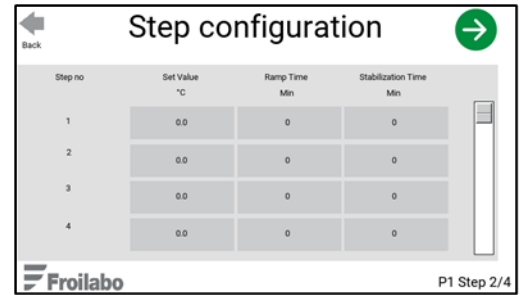 Step configuration
Back
Step no Set Value Ramp Time Stabilization Time
°C Min Min
1 0.0 0 0
2 0.0 0 0
3 0.0 0 0
4 0.0 0 0
Froilabo P1 Step 2/4